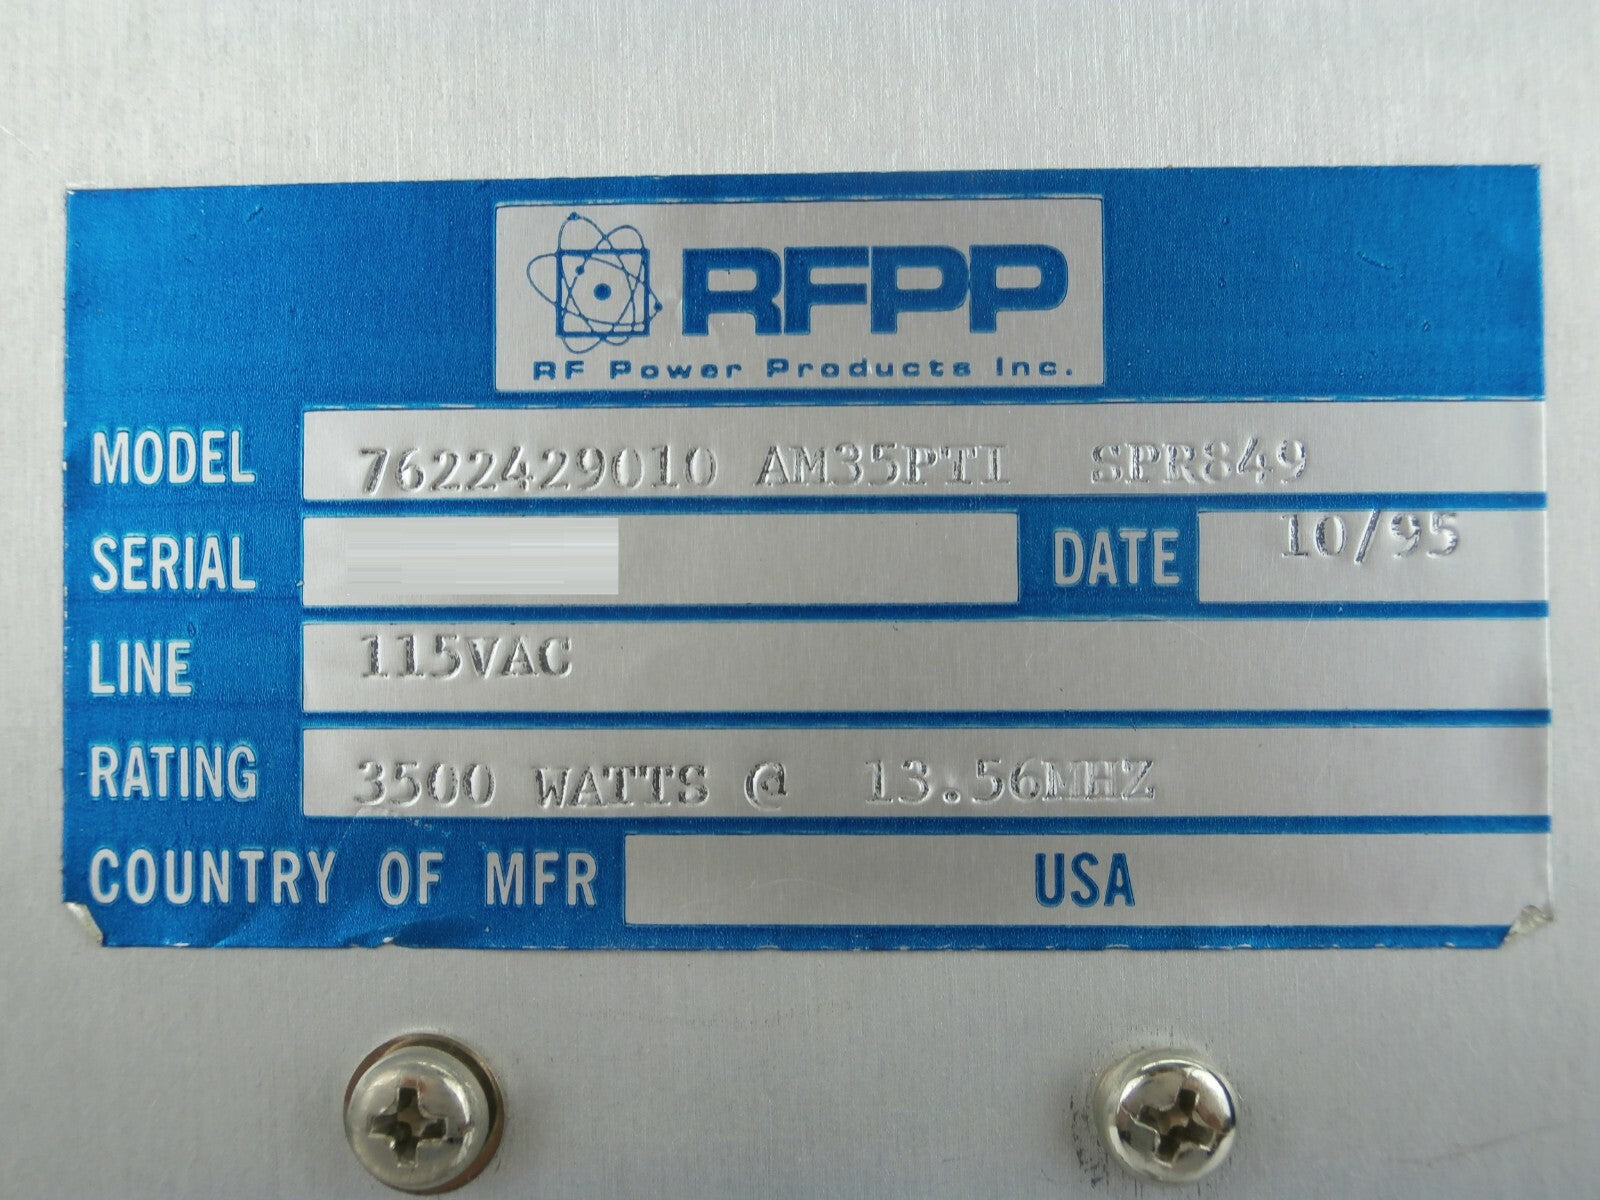 RFPP
RF Power Products Inc.
MODEL 7622429010 AM35PTI SPR849
SERIAL DATE 10/95
LINE 115VAC
RATING 3500 WATTS @ 13.56MHZ
COUNTRY OF MFR USA